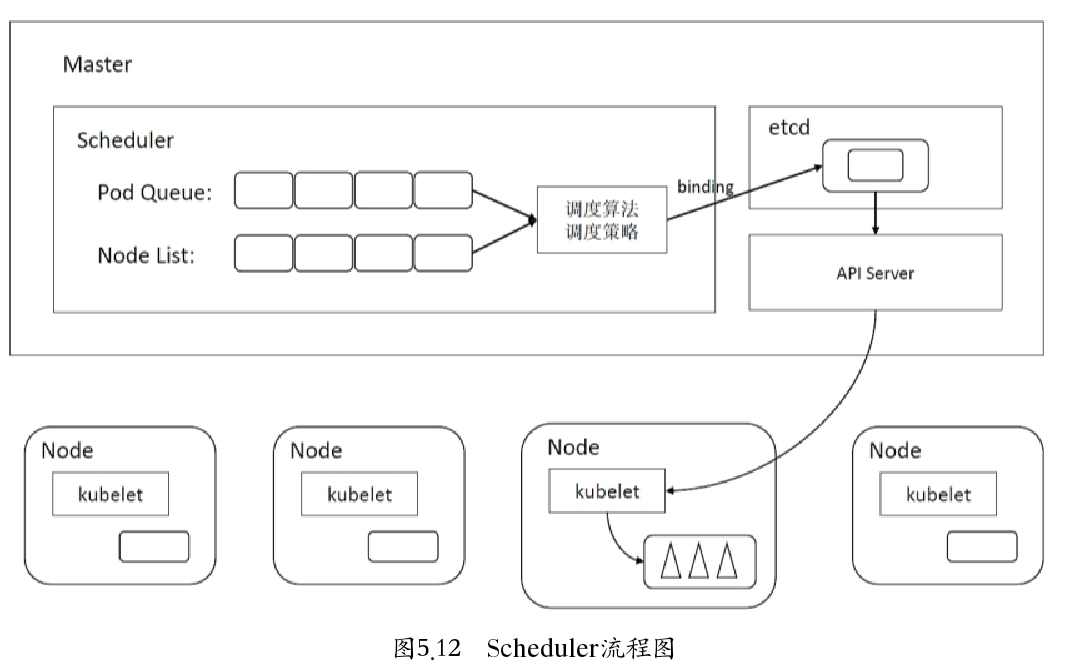 Master
Scheduler
Pod Queue:
Node List:
调度算法
调度策略
binding
etcd
API Server
Node
kubelet
Node
kubelet
Node
kubelet
Node
kubelet
图5.12 Scheduler流程图